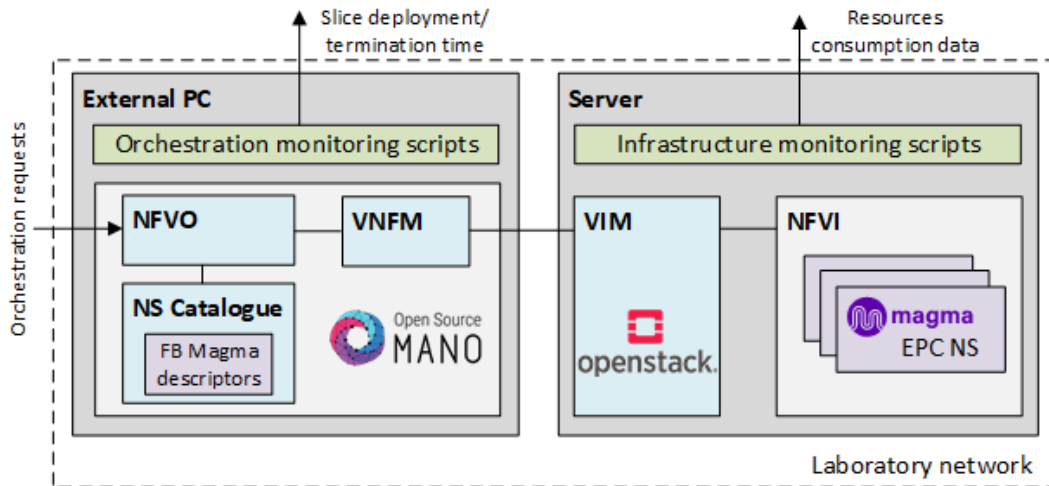 Slice deployment/
termination time
Resources
consumption data
Orchestration requests
External PC
Orchestration monitoring scripts
NFVO
VNFM
NS Catalogue
FB Magma
descriptors
Open Source
MANO
Server
Infrastructure monitoring scripts
VIM
openstack.
NFVI
magma
EPC NS
Laboratory network